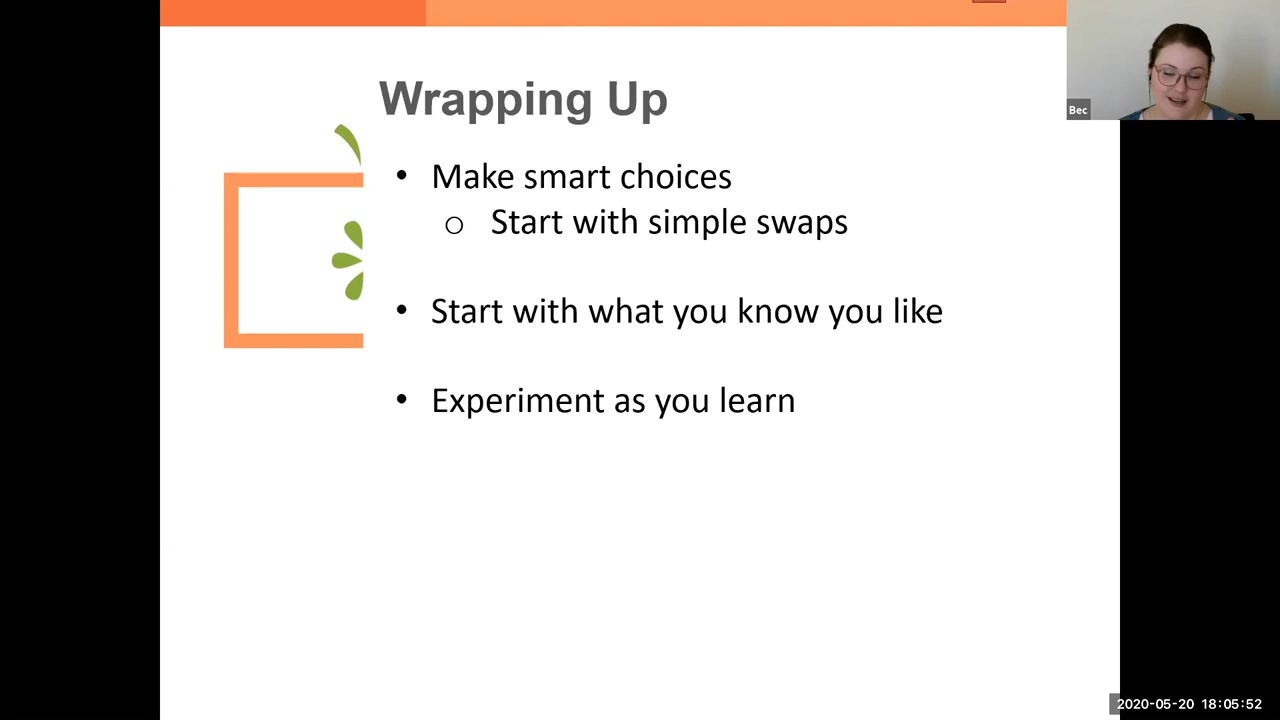 Wrapping Up
• Make smart choices
o Start with simple swaps
• Start with what you know you like
• Experiment as you learn
Bec
2020-05-20 18:05:52